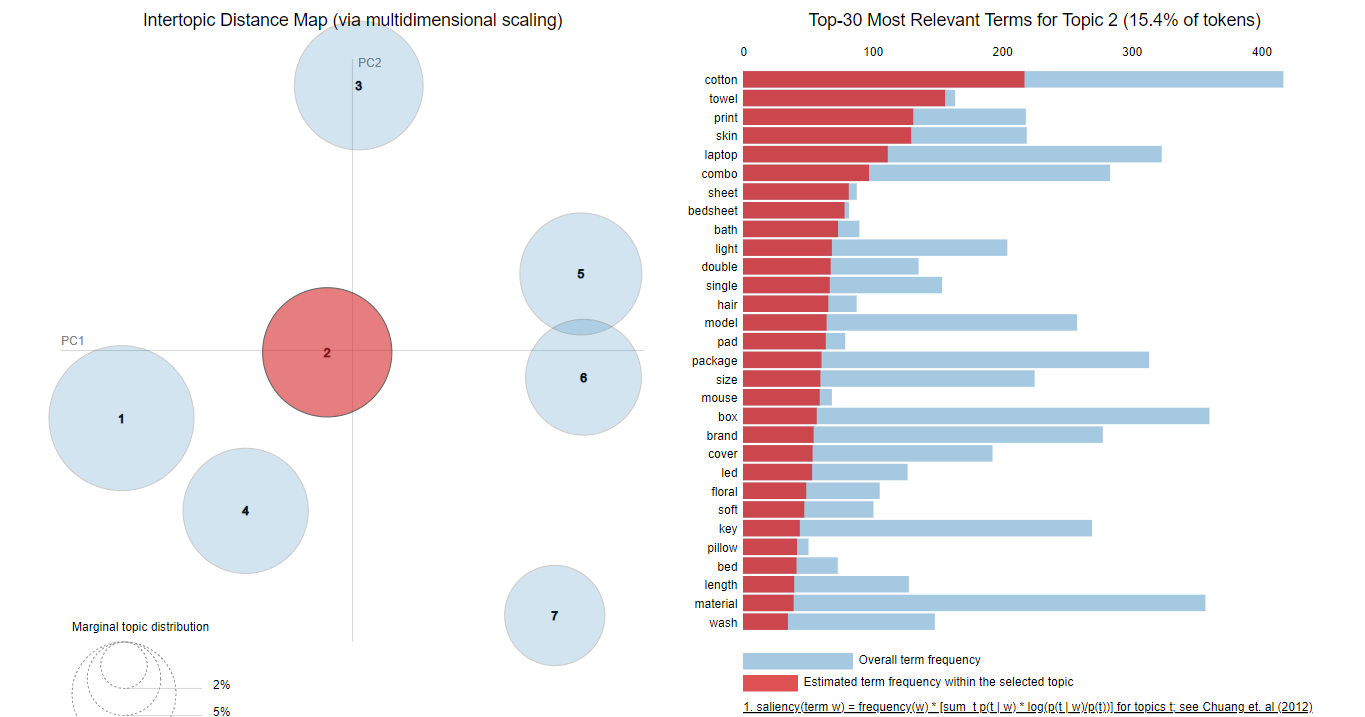 Intertopic Distance Map (via multidimensional scaling)
PC2
3
5
PC1
2
6
1
4
7
Marginal topic distribution
2%
5%
Top-30 Most Relevant Terms for Topic 2 (15.4% of tokens)
0 100 200 300 400
cotton
towel
print
skin
laptop
combo
sheet
bedsheet
bath
light
double
single
hair
model
pad
package
size
mouse
box
brand
cover
led
floral
soft
key
pillow
bed
length
material
wash
Overall term frequency
Estimated term frequency within the selected topic
1. saliency(term w) = frequency(w) * [sum_t p(t | w) * log(p(t | w)/p(t))] for topics t; see Chuang et. al (2012)